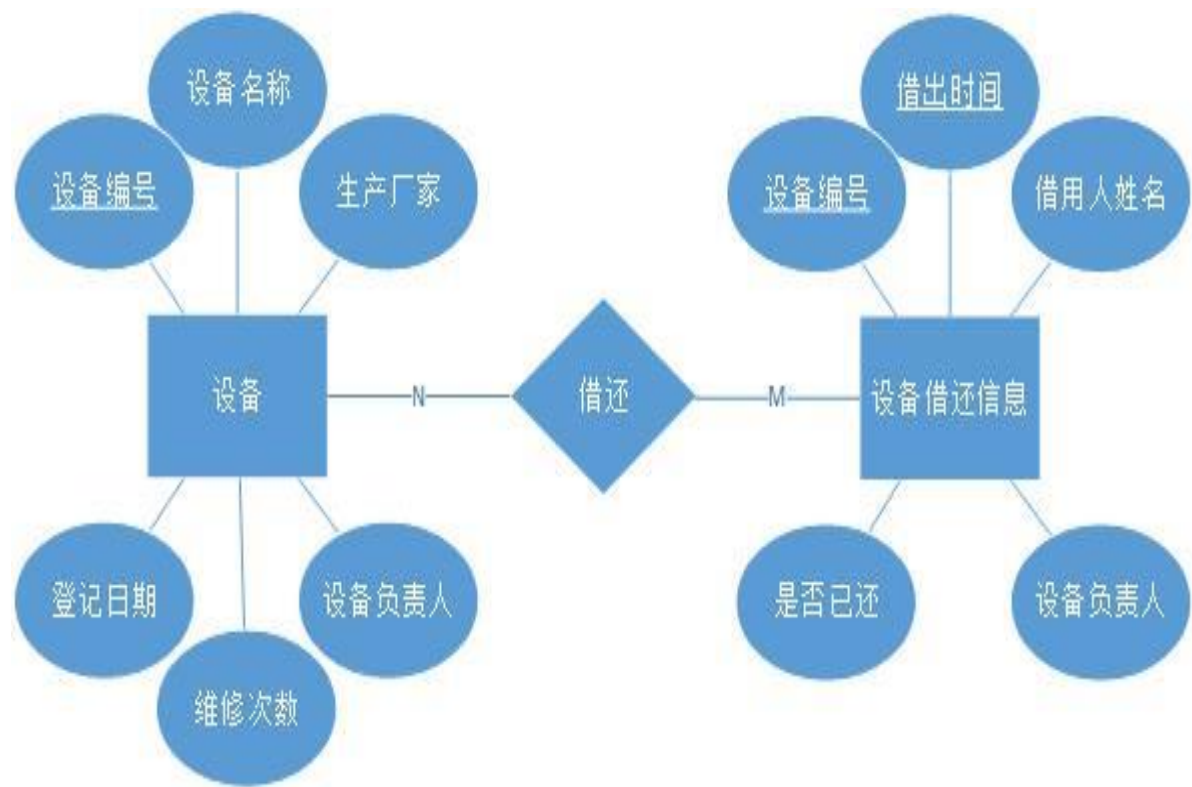 设备名称
设备编号
生产厂家
设备
登记日期
设备负责人
维修次数
N
借还
M
借出时间
设备编号
借用人姓名
设备借还信息
是否已还
设备负责人